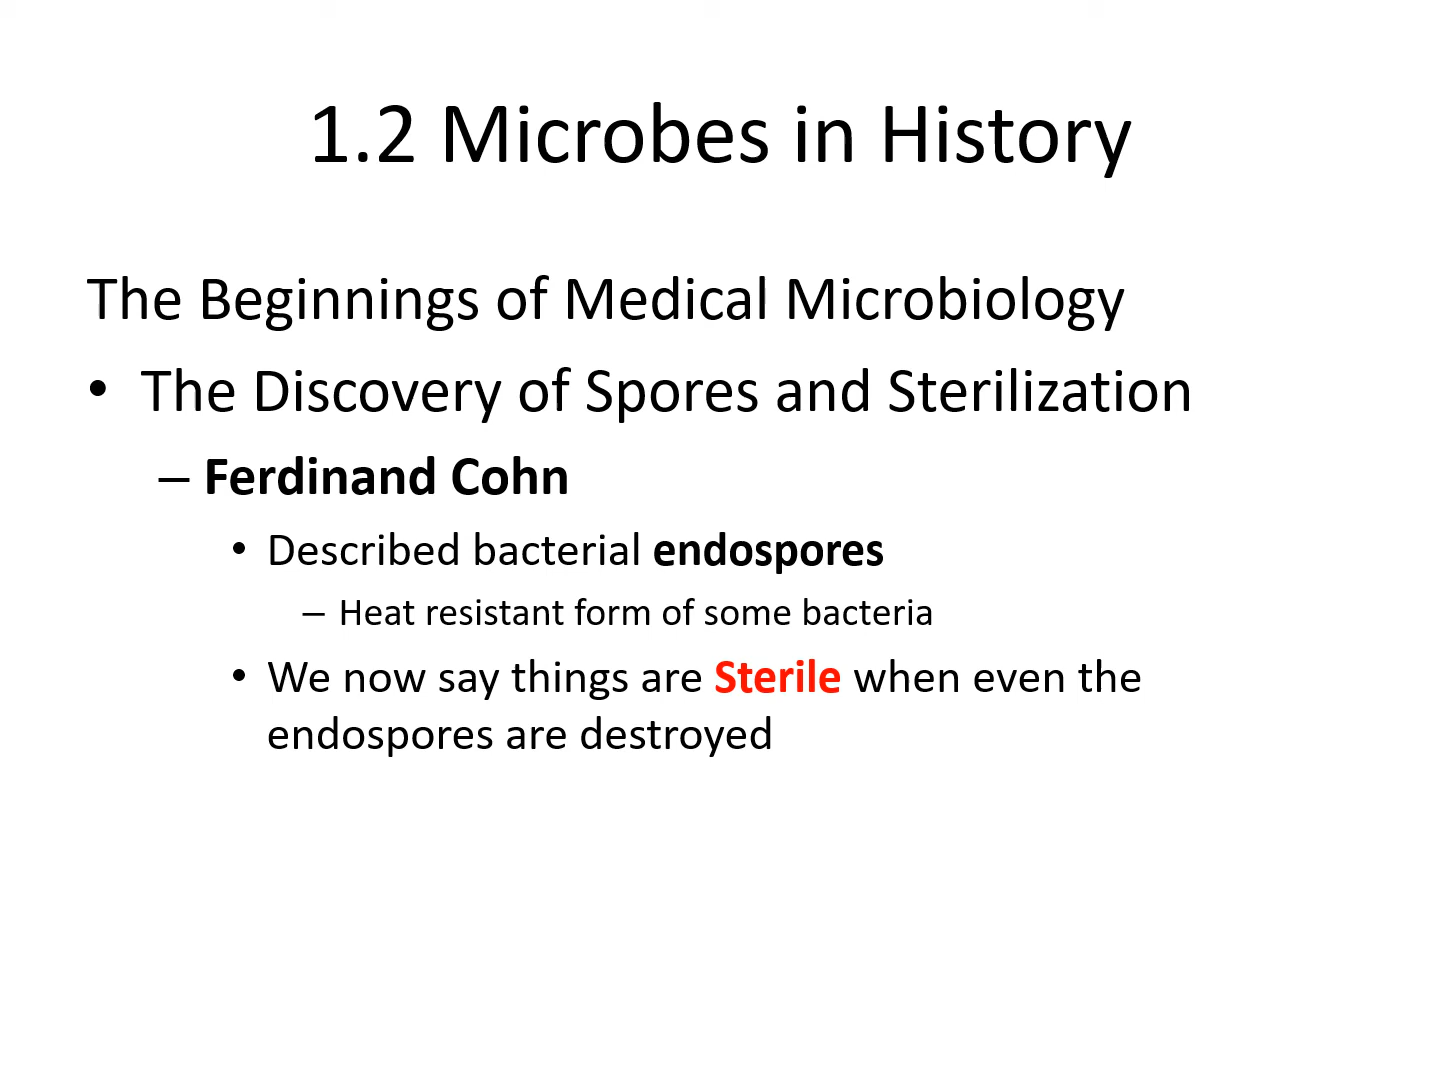 1.2 Microbes in History
The Beginnings of Medical Microbiology
• The Discovery of Spores and Sterilization
– Ferdinand Cohn
• Described bacterial endospores
– Heat resistant form of some bacteria
• We now say things are Sterile when even the
endospores are destroyed